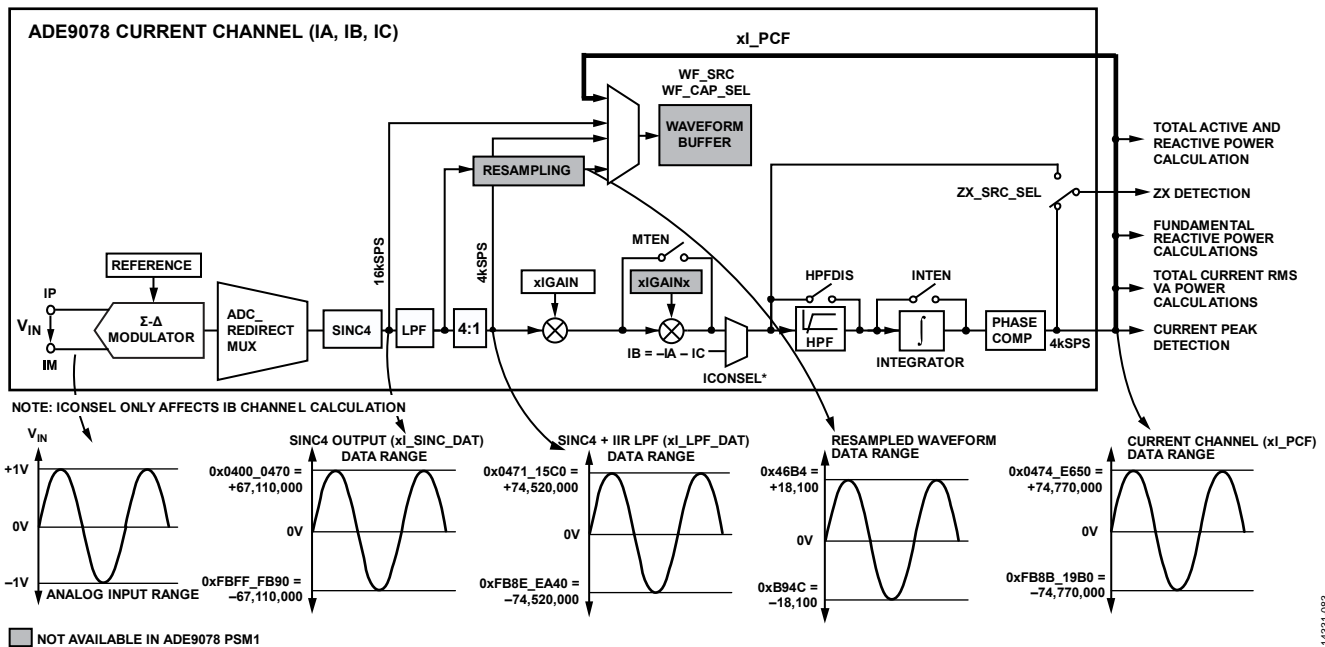 ADE9078 CURRENT CHANNEL (IA, IB, IC)
xI_PCF
WF_SRC
WF_CAP_SEL
WAVEFORM
BUFFER
RESAMPLING
TOTAL ACTIVE AND
REACTIVE POWER
CALCULATION
ZX_SRC_SEL
ZX DETECTION
16kSPS
4kSPS
MTEN
FUNDAMENTAL
REACTIVE POWER
CALCULATIONS
REFERENCE
xIGAIN
xIGAINx
HPFDIS
INTEN
TOTAL CURRENT RMS
VA POWER
CALCULATIONS
IP
VIN
IM
Σ-Δ
MODULATOR
ADC_
REDIRECT
MUX
SINC4
LPF
4:1
IB = –IA – IC
ICONSEL*
HPF
∫
INTEGRATOR
PHASE
COMP
4kSPS
CURRENT PEAK
DETECTION
NOTE: ICONSEL ONLY AFFECTS IB CHANNEL CALCULATION
VIN
+1V
0V
–1V
ANALOG INPUT RANGE
SINC4 OUTPUT (xI_SINC_DAT)
DATA RANGE
0x0400_0470 =
+67,110,000
0V
0xFBFF_FB90 =
–67,110,000
SINC4 + IIR LPF (xI_LPF_DAT)
DATA RANGE
0x0471_15C0 =
+74,520,000
0V
0xFB8E_EA40 =
–74,520,000
RESAMPLED WAVEFORM
DATA RANGE
0x46B4 =
+18,100
0V
0xB94C =
–18,100
CURRENT CHANNEL (xI_PCF)
DATA RANGE
0x0474_E650 =
+74,770,000
0V
0xFB8B_19B0 =
–74,770,000
NOT AVAILABLE IN ADE9078 PSM1
14331-083